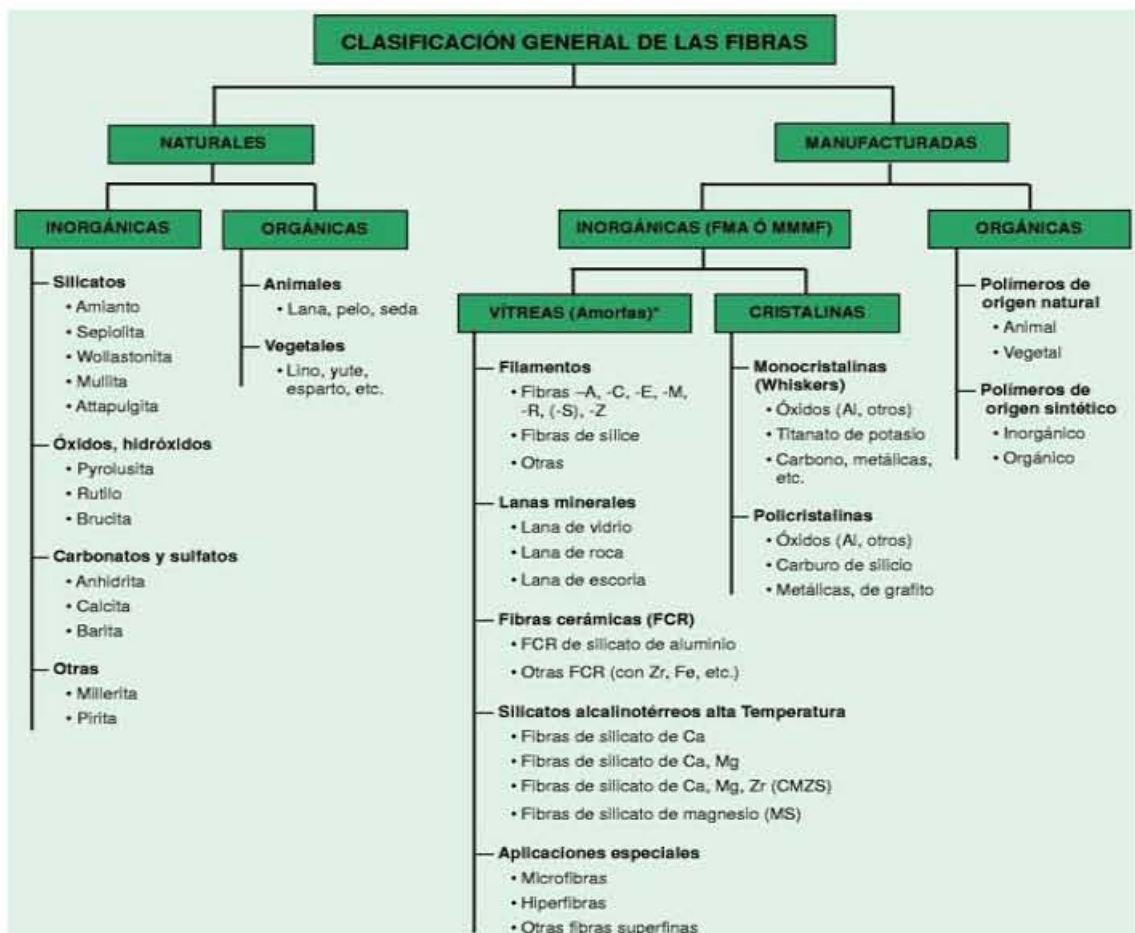 CLASIFICACIÓN GENERAL DE LAS FIBRAS
NATURALES
INORGÁNICAS
Silicatos
• Amianto
• Sepiolita
• Wollastonita
• Mullita
• Attapulgita
Óxidos, hidróxidos
• Pyrolusita
• Rutilo
• Brucita
Carbonatos y sulfatos
• Anhidrita
• Calcita
• Barita
Otras
• Millerita
• Pirita
ORGÁNICAS
Animales
• Lana, pelo, seda
Vegetales
• Lino, yute,
esparto, etc.
MANUFACTURADAS
INORGÁNICAS (FMA Ó MMMF)
VÍTREAS (Amorfas)*
Filamentos
• Fibras –A, -C, -E, -M,
-R, (-S), -Z
• Fibras de sílice
• Otras
Lanas minerales
• Lana de vidrio
• Lana de roca
• Lana de escoria
Fibras cerámicas (FCR)
• FCR de silicato de aluminio
• Otras FCR (con Zr, Fe, etc.)
Silicatos alcalinotérreos alta Temperatura
• Fibras de silicato de Ca
• Fibras de silicato de Ca, Mg
• Fibras de silicato de Ca, Mg, Zr (CMZS)
• Fibras de silicato de magnesio (MS)
Aplicaciones especiales
• Microfibras
• Hiperfibras
• Otras fibras superfinas
CRISTALINAS
Monocristalinas
(Whiskers)
• Óxidos (Al, otros)
• Titanato de potasio
• Carbono, metálicas,
etc.
Policristalinas
• Óxidos (Al, otros)
• Carburo de silicio
• Metálicas, de grafito
ORGÁNICAS
Polímeros de
origen natural
• Animal
• Vegetal
Polímeros de
origen sintético
• Inorgánico
• Orgánico